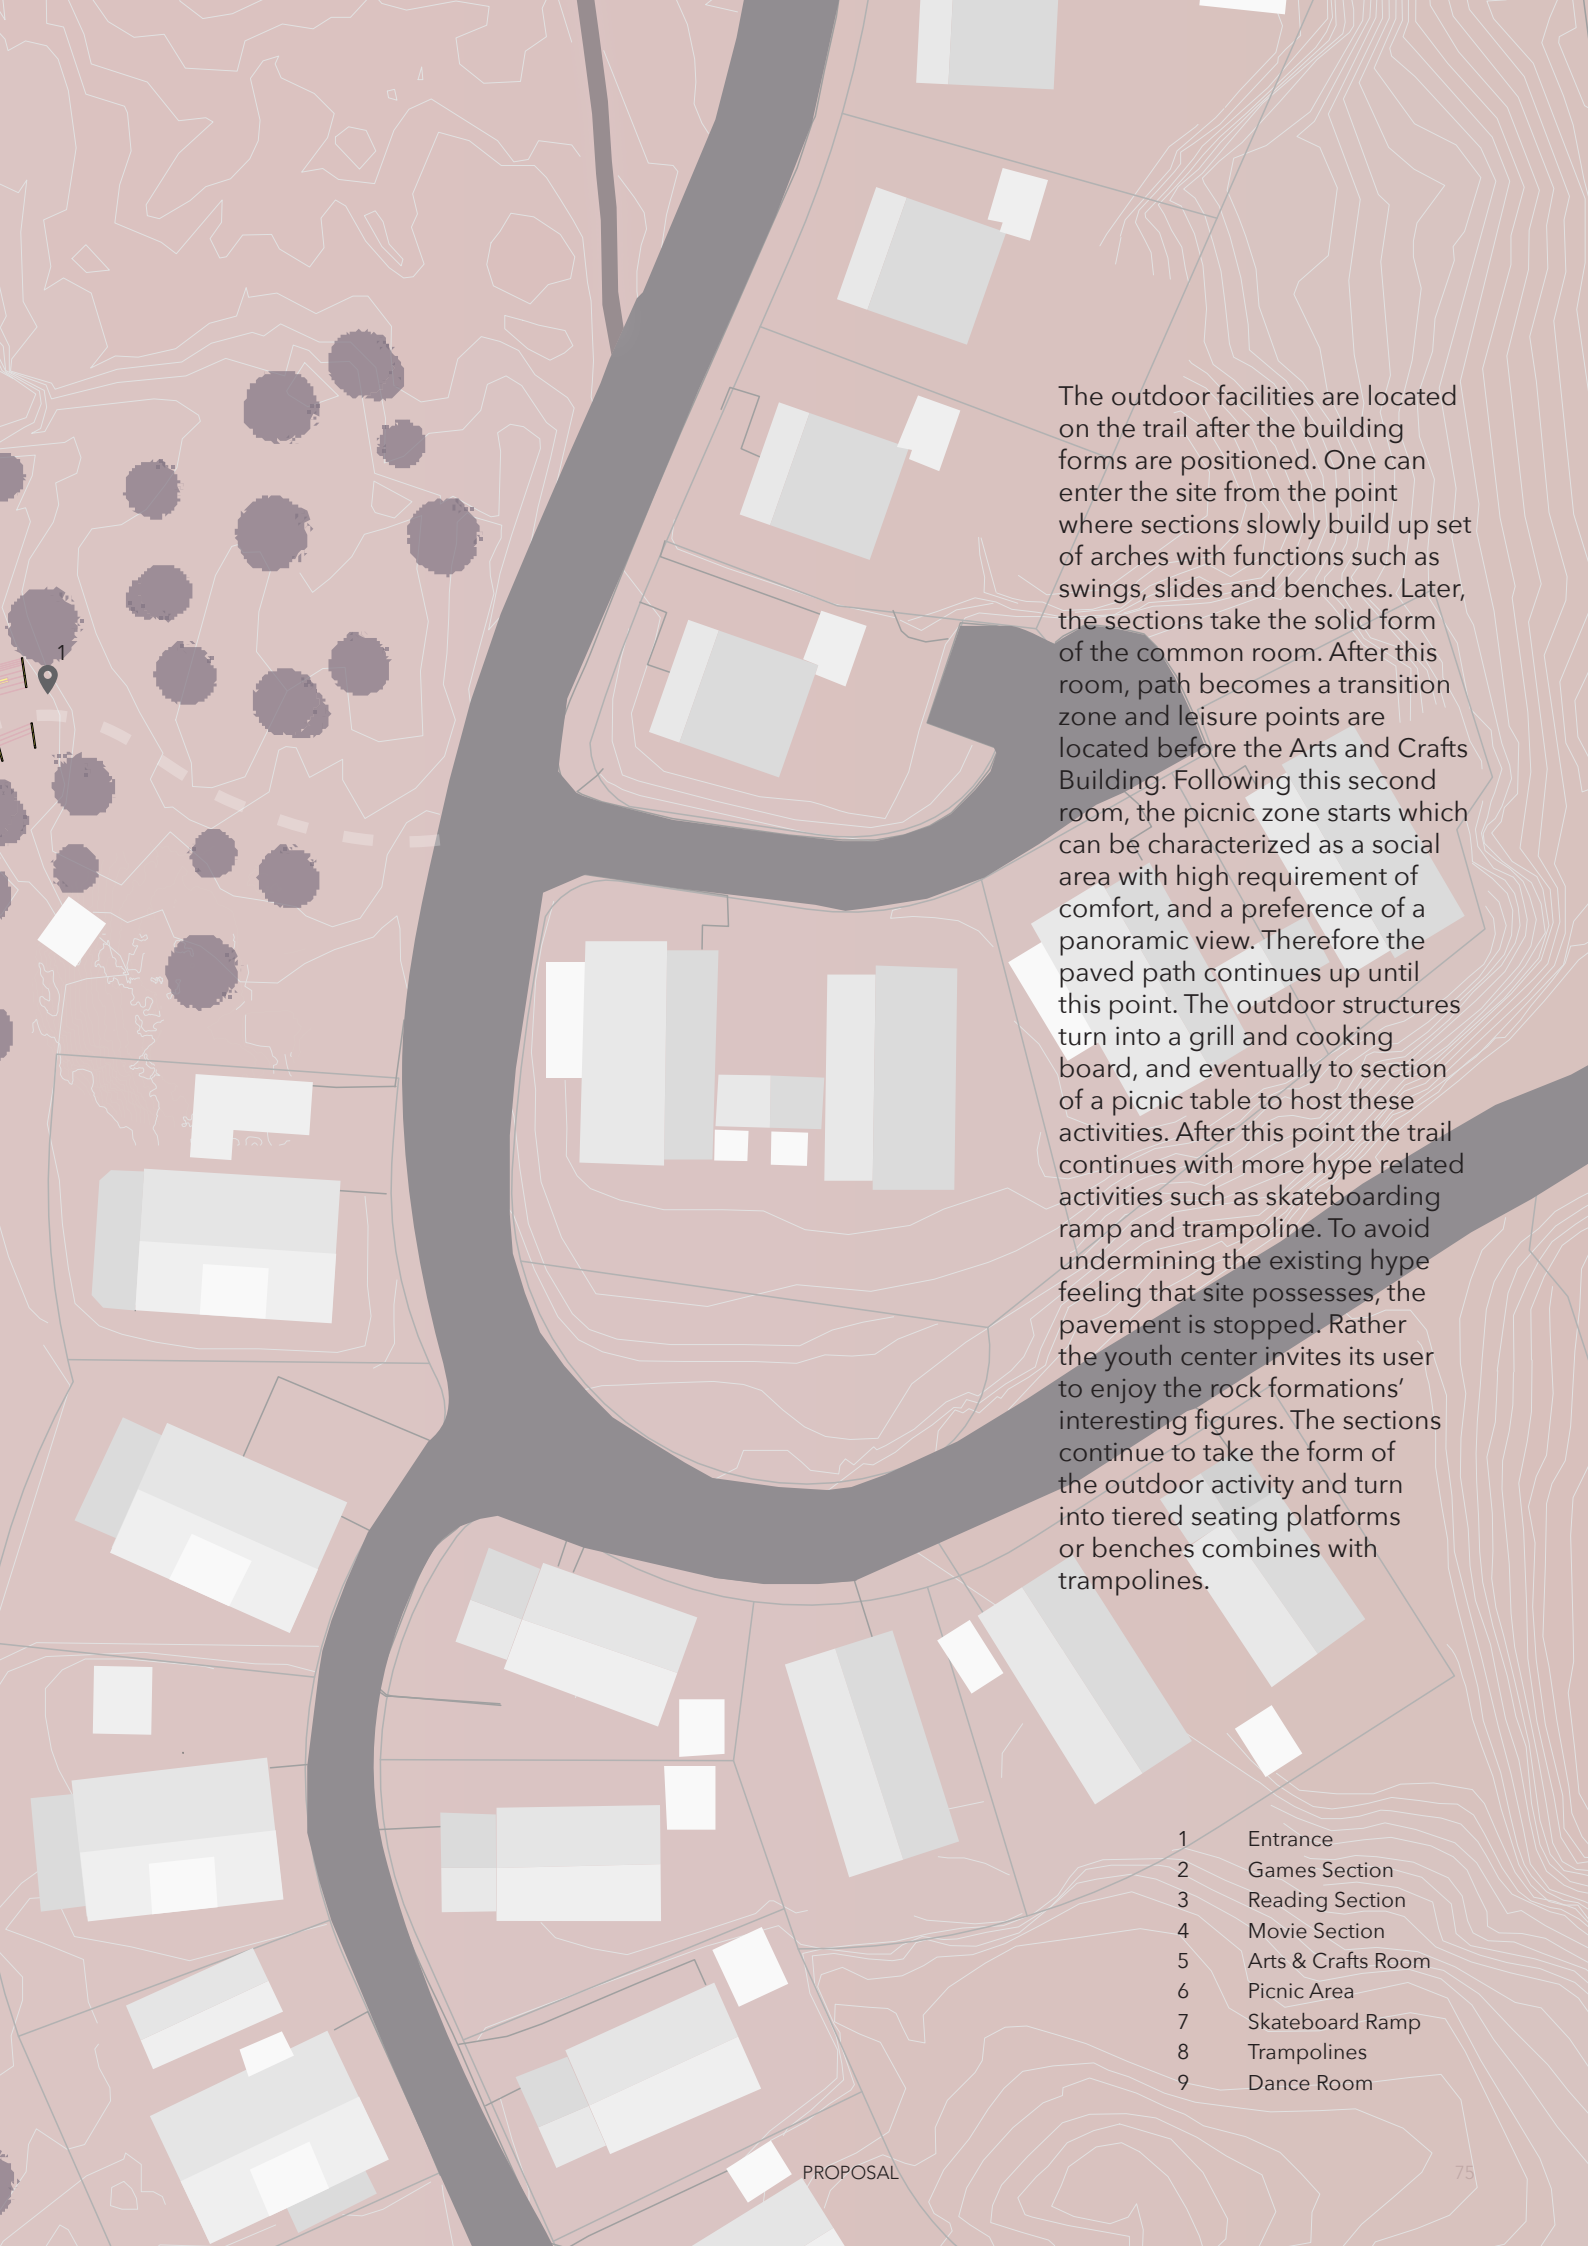 The outdoor facilities are located
on the trail after the building
forms are positioned. One can
enter the site from the point
where sections slowly build up set
of arches with functions such as
swings, slides and benches. Later,
the sections take the solid form
of the common room. After this
room, path becomes a transition
zone and leisure points are
located before the Arts and Crafts
Building. Following this second
room, the picnic zone starts which
can be characterized as a social
area with high requirement of
comfort, and a preference of a
panoramic view. Therefore the
paved path continues up until
this point. The outdoor structures
turn into a grill and cooking
board, and eventually to section
of a picnic table to host these
activities. After this point the trail
continues with more hype related
activities such as skateboarding
ramp and trampoline. To avoid
undermining the existing hype
feeling that site possesses, the
pavement is stopped. Rather
the youth center invites its user
to enjoy the rock formations’
interesting figures. The sections
continue to take the form of
the outdoor activity and turn
into tiered seating platforms
or benches combines with
trampolines.
1
1 Entrance
2 Games Section
3 Reading Section
4 Movie Section
5 Arts & Crafts Room
6 Picnic Area
7 Skateboard Ramp
8 Trampolines
9 Dance Room
PROPOSAL
75